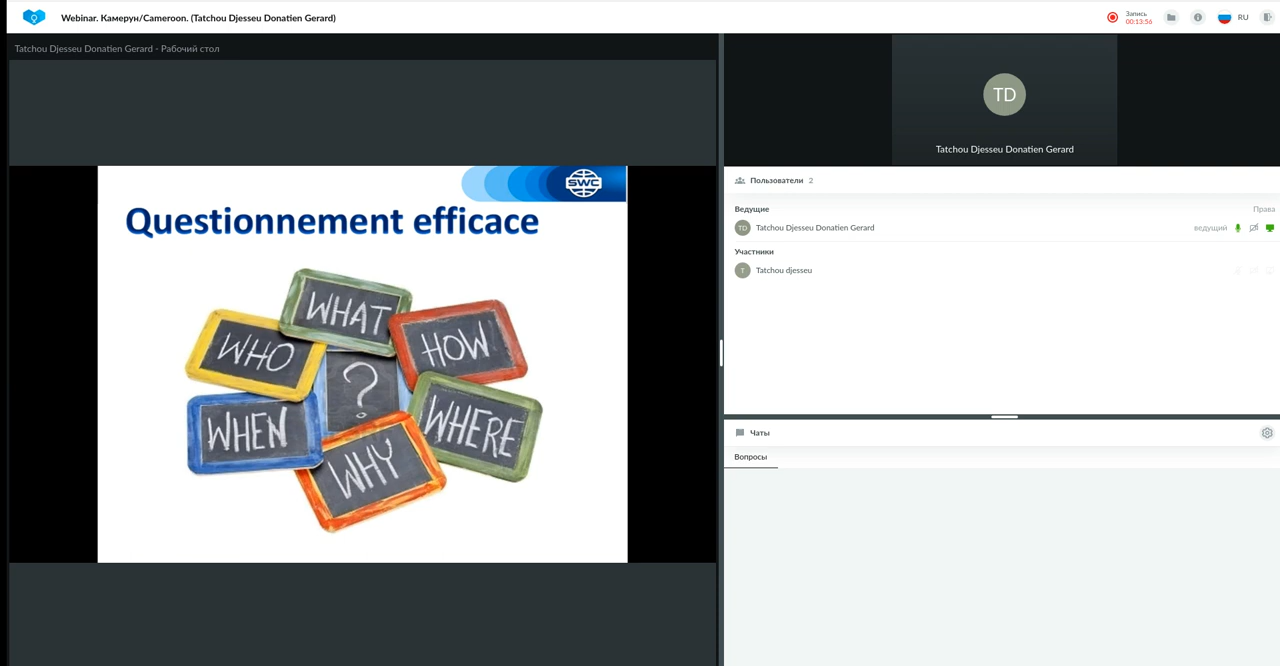 Webinar. Камерун/Cameroon. (Tatchou Djesseu Donatien Gerard)
Запись
00:13:56
RU
Tatchou Djesseu Donatien Gerard - Рабочий стол
SWC
Questionnement efficace
WHAT
WHO
HOW
?
WHEN
WHERE
WHY
TD
Tatchou Djesseu Donatien Gerard
Пользователи 2
Ведущие Права
TD Tatchou Djesseu Donatien Gerard ведущий
Участники
T Tatchou djesseu
Чаты
Вопросы